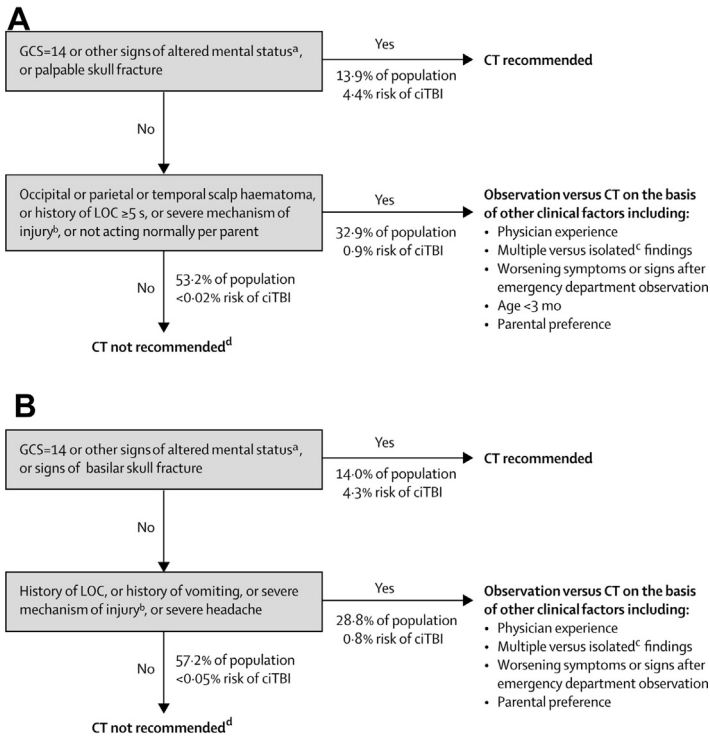 A
GCS=14 or other signs of altered mental statusᵃ,
or palpable skull fracture
Yes
13·9% of population
4·4% risk of ciTBI
CT recommended
No
Occipital or parietal or temporal scalp haematoma,
or history of LOC ≥5 s, or severe mechanism of
injuryᵇ, or not acting normally per parent
Yes
32·9% of population
0·9% risk of ciTBI
Observation versus CT on the basis
of other clinical factors including:
• Physician experience
• Multiple versus isolatedᶜ findings
• Worsening symptoms or signs after
emergency department observation
• Age <3 mo
• Parental preference
No
53·2% of population
<0·02% risk of ciTBI
CT not recommendedᵈ
B
GCS=14 or other signs of altered mental statusᵃ,
or signs of basilar skull fracture
Yes
14·0% of population
4·3% risk of ciTBI
CT recommended
No
History of LOC, or history of vomiting, or severe
mechanism of injuryᵇ, or severe headache
Yes
28·8% of population
0·8% risk of ciTBI
Observation versus CT on the basis
of other clinical factors including:
• Physician experience
• Multiple versus isolatedᶜ findings
• Worsening symptoms or signs after
emergency department observation
• Parental preference
No
57·2% of population
<0·05% risk of ciTBI
CT not recommendedᵈ